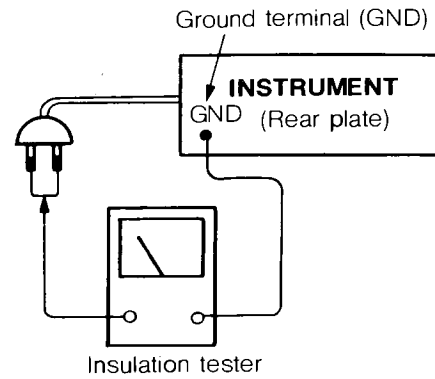 Ground terminal (GND)
INSTRUMENT
GND
(Rear plate)
Insulation tester